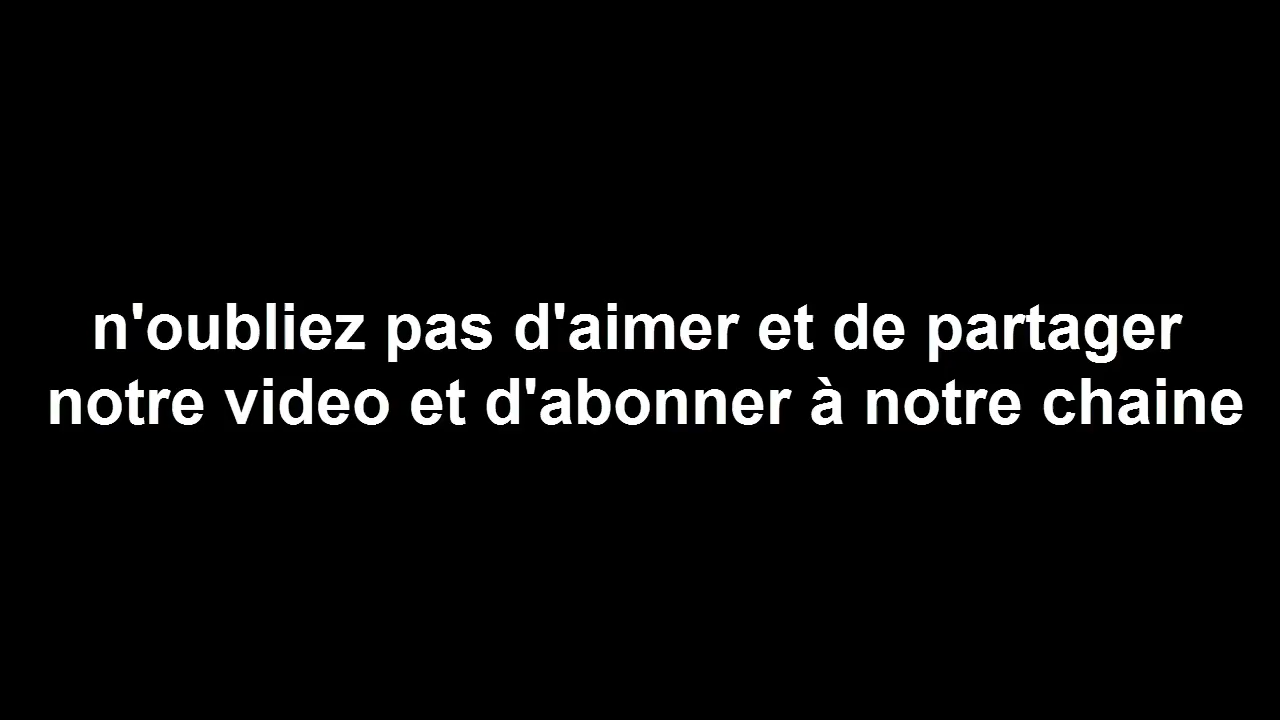 n'oubliez pas d'aimer et de partager
notre video et d'abonner à notre chaine